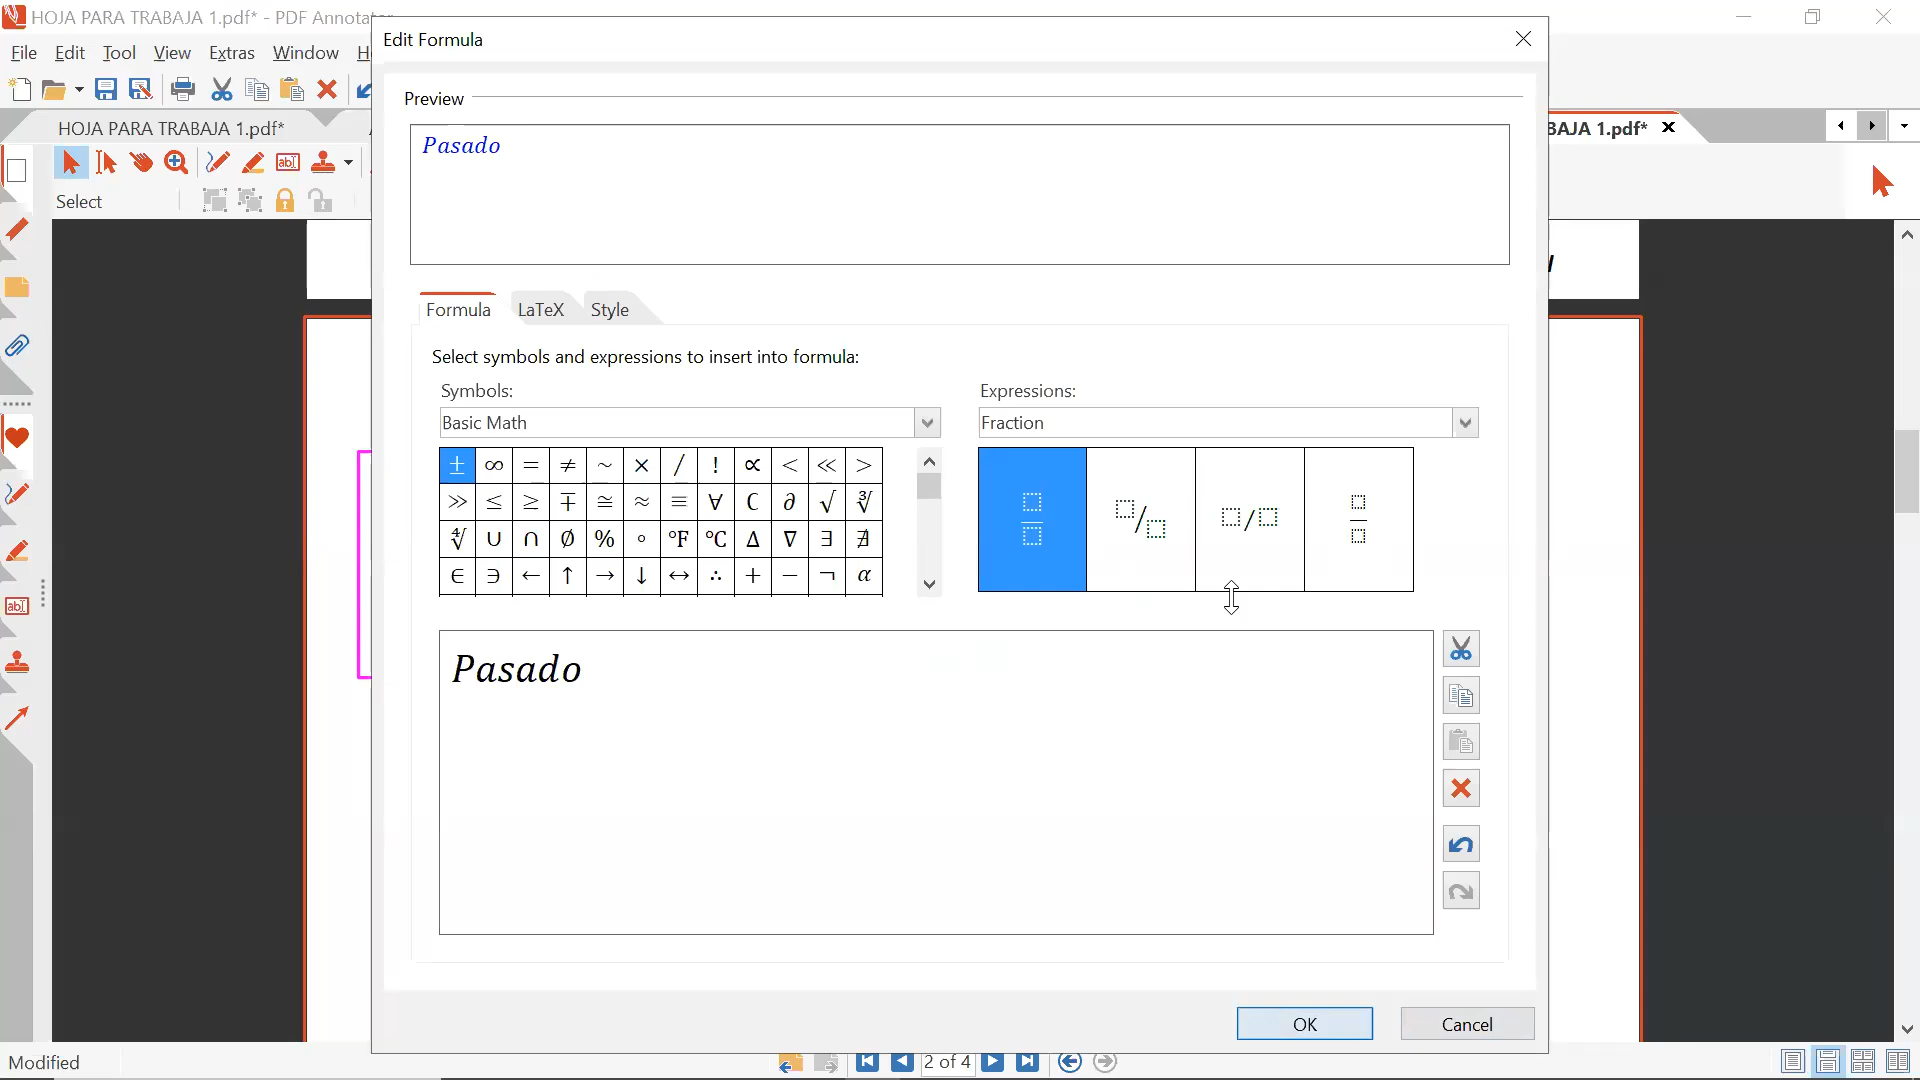 HOJA PARA TRABAJA 1.pdf* - PDF Annotator
Edit Formula
File Edit Tool View Extras Window
Preview
HOJA PARA TRABAJA 1.pdf*
BAJA 1.pdf*
Pasado
Select
Formula LaTeX Style
Select symbols and expressions to insert into formula:
Symbols: Expressions:
Basic Math Fraction
± ∞ = ≠ ~ × / ! ∝ < ≪ >
≫ ≤ ≥ ∓ ≅ ≈ ≡ ∀ C ∂ √ ∛
∜ ∪ ∩ ∅ % ∘ °F °C ∆ ∇ ∃ ∄
∈ ∋ ← ↑ → ↓ ↔ ∴ + − ¬ α
Pasado
OK Cancel
Modified
2 of 4